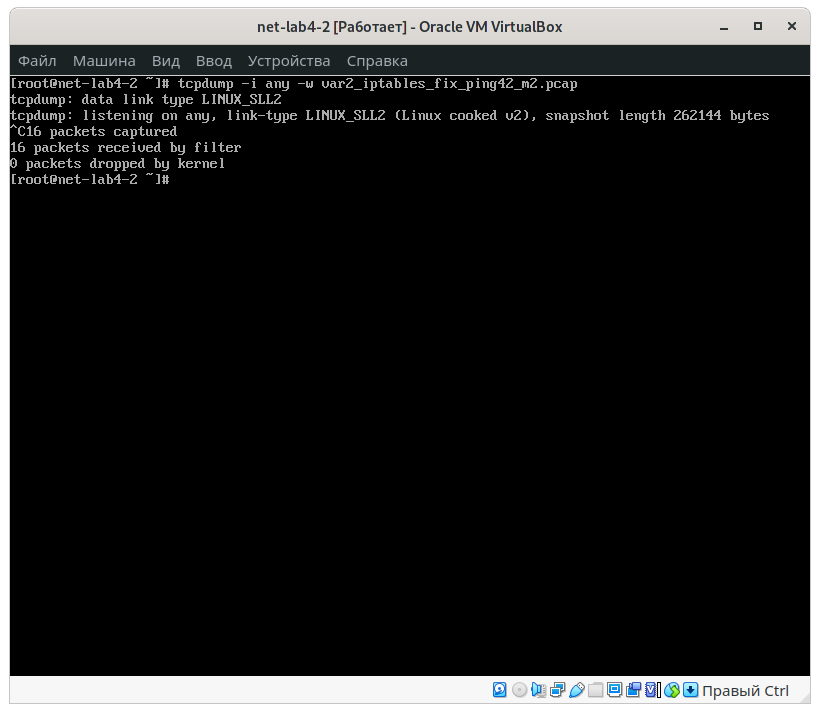 net-lab4-2 [Работает] - Oracle VM VirtualBox
Файл Машина Вид Ввод Устройства Справка
[root@net-lab4-2 ~]# tcpdump -i any -w var2_iptables_fix_ping42_m2.pcap
tcpdump: data link type LINUX_SLL2
tcpdump: listening on any, link-type LINUX_SLL2 (Linux cooked v2), snapshot length 262144 bytes
^C16 packets captured
16 packets received by filter
0 packets dropped by kernel
[root@net-lab4-2 ~]#
Правый Ctrl